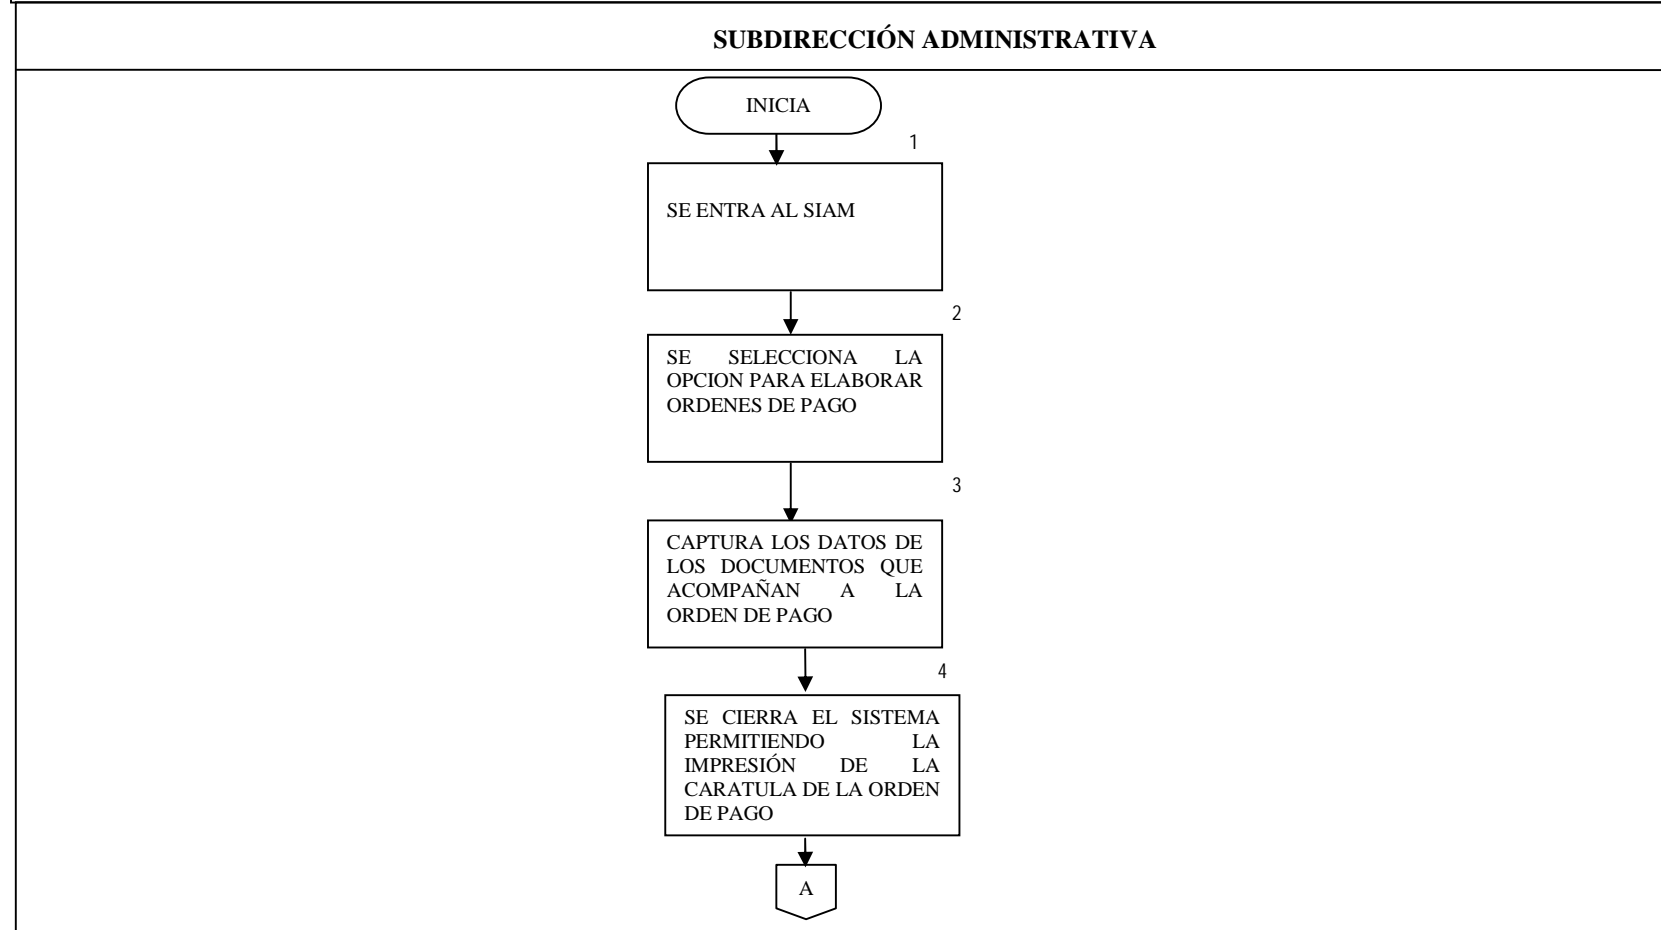 SUBDIRECCIÓN ADMINISTRATIVA
INICIA
1
SE ENTRA AL SIAM
2
SE SELECCIONA LA
OPCION PARA ELABORAR
ORDENES DE PAGO
3
CAPTURA LOS DATOS DE
LOS DOCUMENTOS QUE
ACOMPAÑAN A LA
ORDEN DE PAGO
4
SE CIERRA EL SISTEMA
PERMITIENDO LA
IMPRESIÓN DE LA
CARATULA DE LA ORDEN
DE PAGO
A